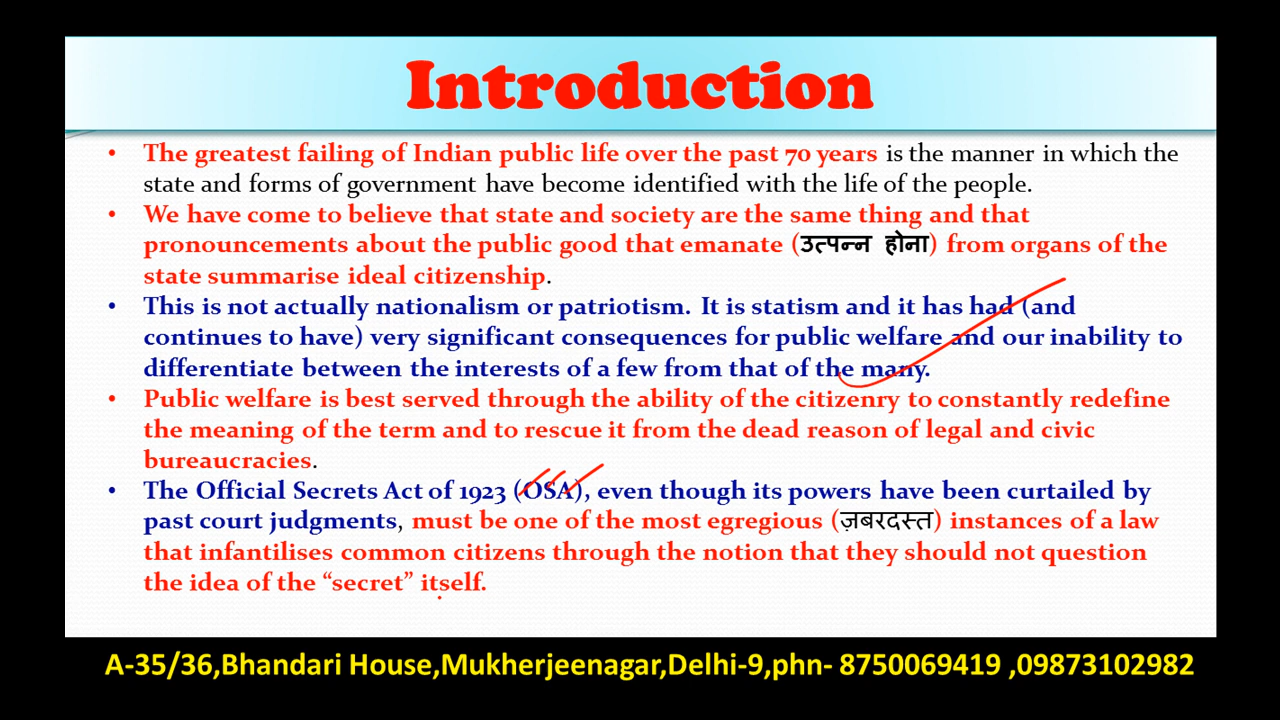 Introduction
• The greatest failing of Indian public life over the past 70 years is the manner in which the
state and forms of government have become identified with the life of the people.
• We have come to believe that state and society are the same thing and that
pronouncements about the public good that emanate (उत्पन्न होना) from organs of the
state summarise ideal citizenship.
• This is not actually nationalism or patriotism. It is statism and it has had (and
continues to have) very significant consequences for public welfare and our inability to
differentiate between the interests of a few from that of the many.
• Public welfare is best served through the ability of the citizenry to constantly redefine
the meaning of the term and to rescue it from the dead reason of legal and civic
bureaucracies.
• The Official Secrets Act of 1923 (OSA), even though its powers have been curtailed by
past court judgments, must be one of the most egregious (ज़बरदस्त) instances of a law
that infantilises common citizens through the notion that they should not question
the idea of the “secret” itself.
A-35/36,Bhandari House,Mukherjeenagar,Delhi-9,phn- 8750069419 ,09873102982